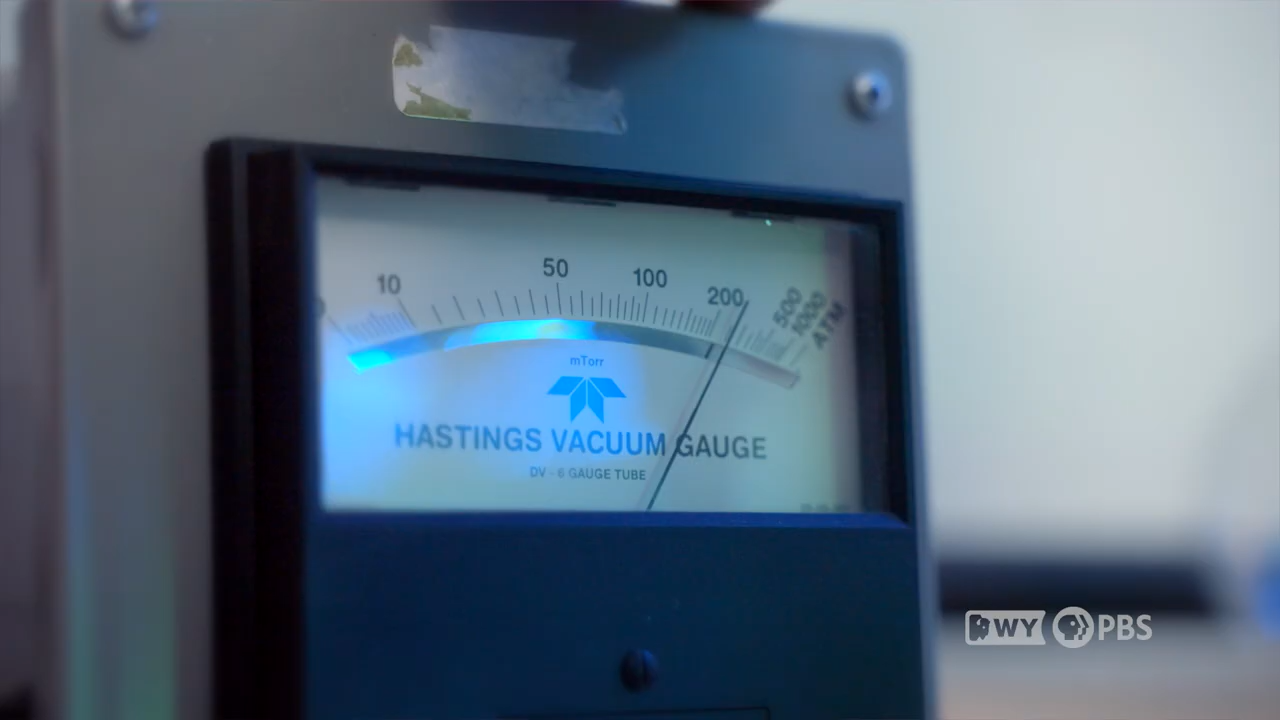 10 50 100 200 500 1000 ATM
mTorr
HASTINGS VACUUM GAUGE
DV - 6 GAUGE TUBE
WY PBS